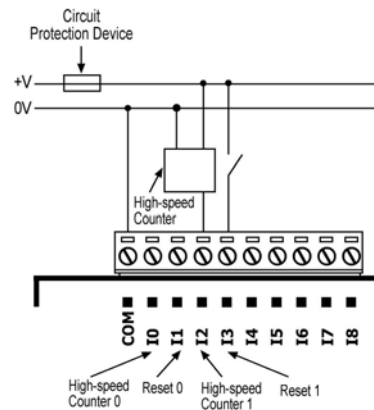 Circuit
Protection Device
+V
0V
High-speed
Counter
COM I0 I1 I2 I3 I4 I5 I6 I7 I8
High-speed
Counter 0
Reset 0
High-speed
Counter 1
Reset 1